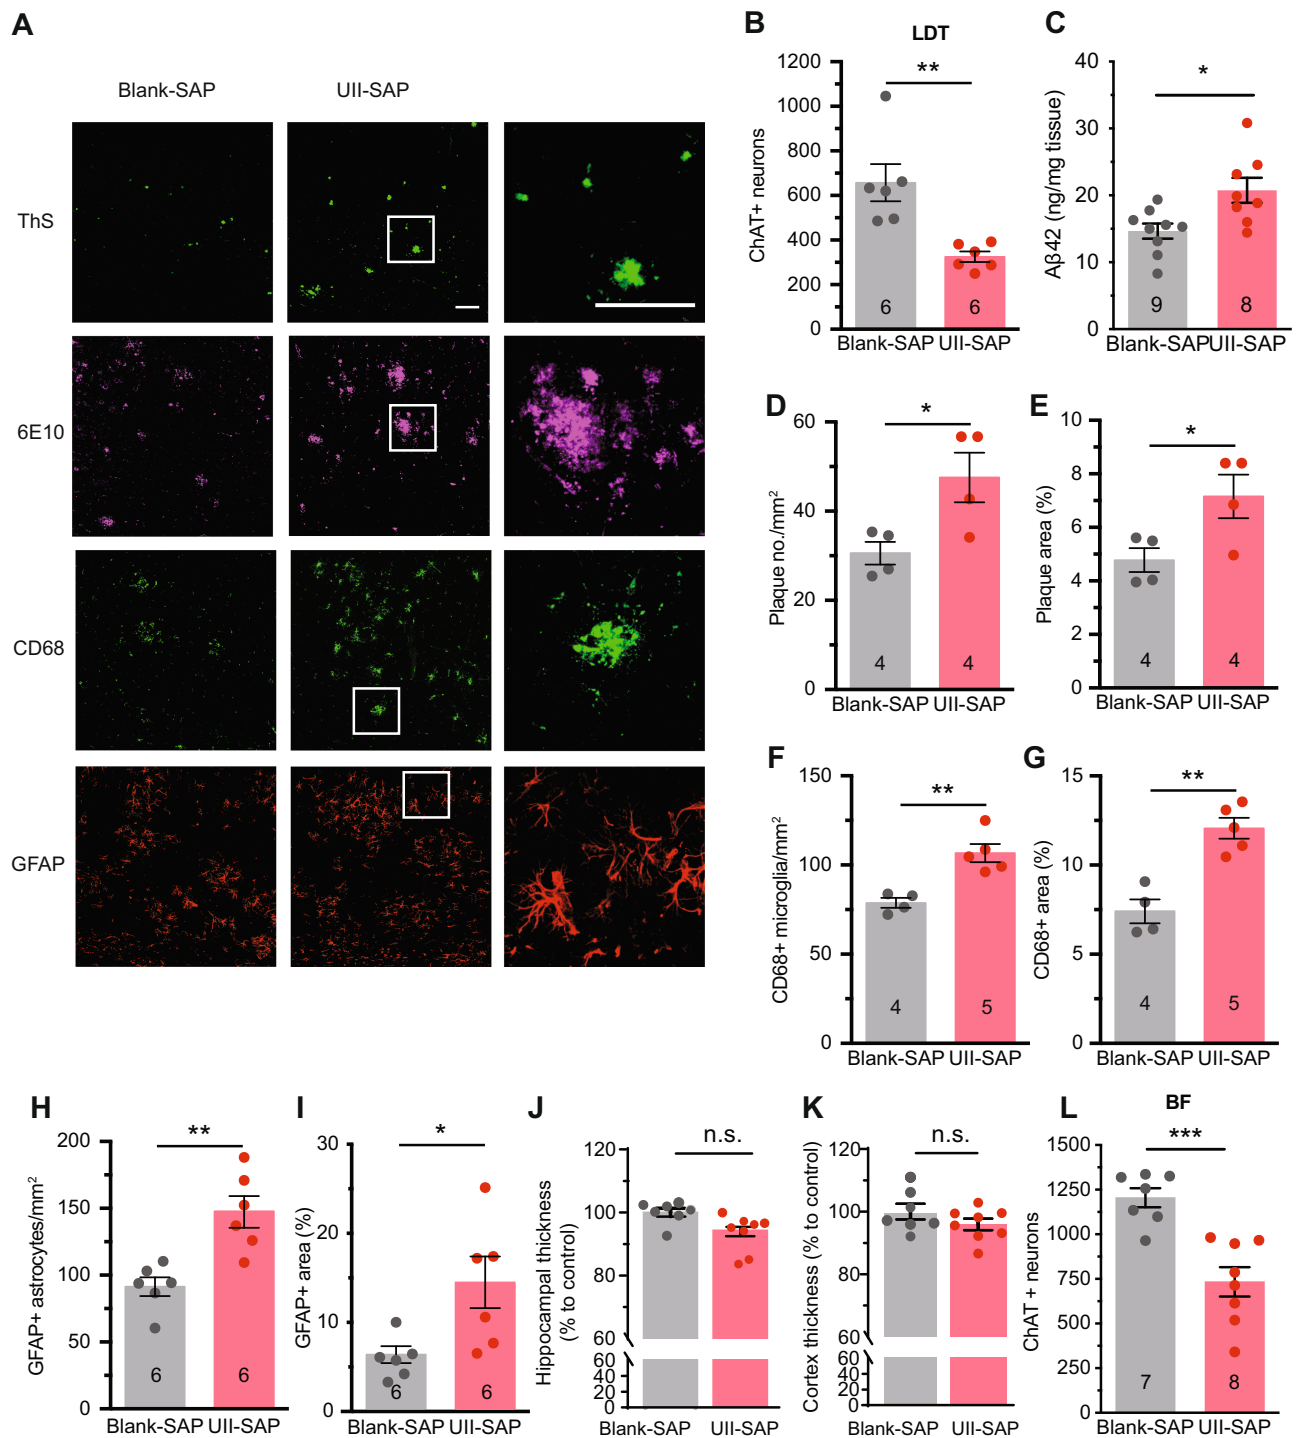 A
Blank-SAP UII-SAP
ThS
6E10
CD68
GFAP
B
LDT
**
ChAT+ neurons
1200
1000
800
600
400
200
0
6 6
Blank-SAP UII-SAP
C
*
Aβ42 (ng/mg tissue)
40
30
20
10
0
9 8
Blank-SAP UII-SAP
D
*
Plaque no./mm²
60
40
20
0
4 4
Blank-SAP UII-SAP
E
*
Plaque area (%)
10
8
6
4
2
0
4 4
Blank-SAP UII-SAP
F
**
CD68+ microglia/mm²
150
100
50
0
4 5
Blank-SAP UII-SAP
G
**
CD68+ area (%)
15
10
5
0
4 5
Blank-SAP UII-SAP
H
**
GFAP+ astrocytes/mm²
200
150
100
50
0
6 6
Blank-SAP UII-SAP
I
*
GFAP+ area (%)
30
20
10
0
6 6
Blank-SAP UII-SAP
J
n.s.
Hippocampal thickness
(% to control)
120
100
80
60
60
40
20
0
Blank-SAP UII-SAP
K
n.s.
Cortex thickness (% to control)
120
100
80
60
60
40
20
0
Blank-SAP UII-SAP
L
BF
***
ChAT + neurons
1500
1250
1000
750
500
250
0
7 8
Blank-SAP UII-SAP